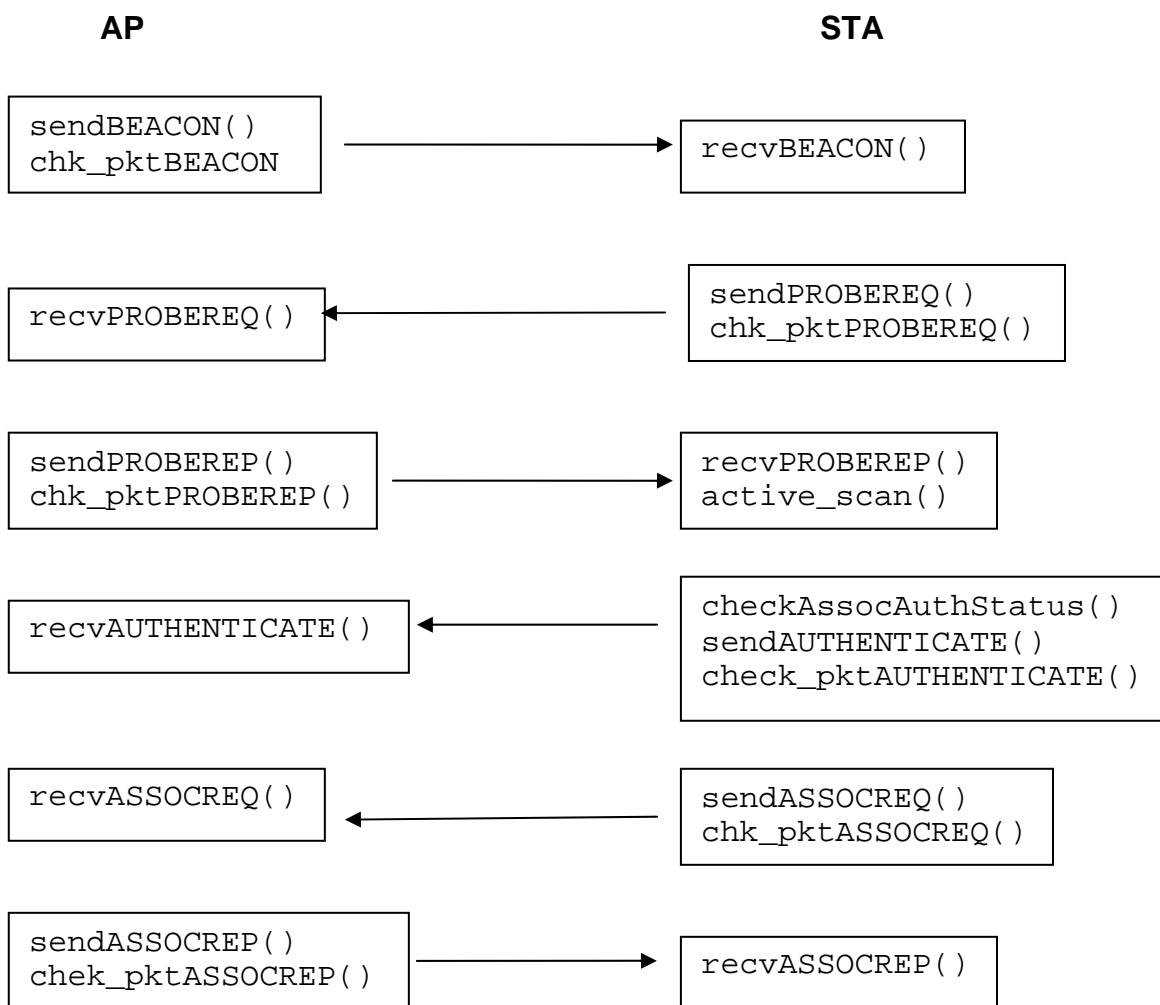 AP
STA
sendBEACON()
chk_pktBEACON
recvBEACON()
recvPROBEREQ()
sendPROBEREQ()
chk_pktPROBEREQ()
sendPROBEREP()
chk_pktPROBEREP()
recvPROBEREP()
active_scan()
recvAUTHENTICATE()
checkAssocAuthStatus()
sendAUTHENTICATE()
check_pktAUTHENTICATE()
recvASSOCREQ()
sendASSOCREQ()
chk_pktASSOCREQ()
sendASSOCREP()
chek_pktASSOCREP()
recvASSOCREP()